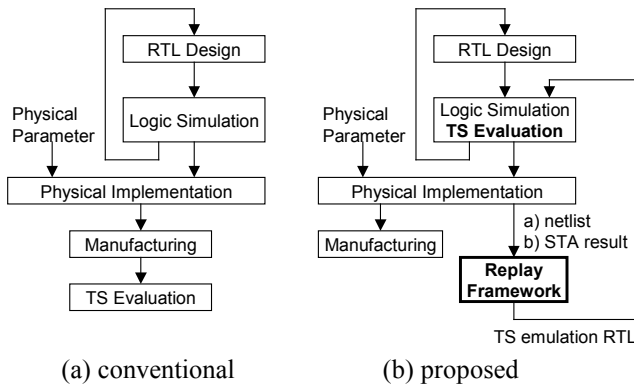 RTL Design
Logic Simulation
Physical
Parameter
Physical Implementation
Manufacturing
TS Evaluation
(a) conventional
RTL Design
Logic Simulation
TS Evaluation
Physical
Parameter
Physical Implementation
a) netlist
b) STA result
Manufacturing
Replay
Framework
TS emulation RTL
(b) proposed